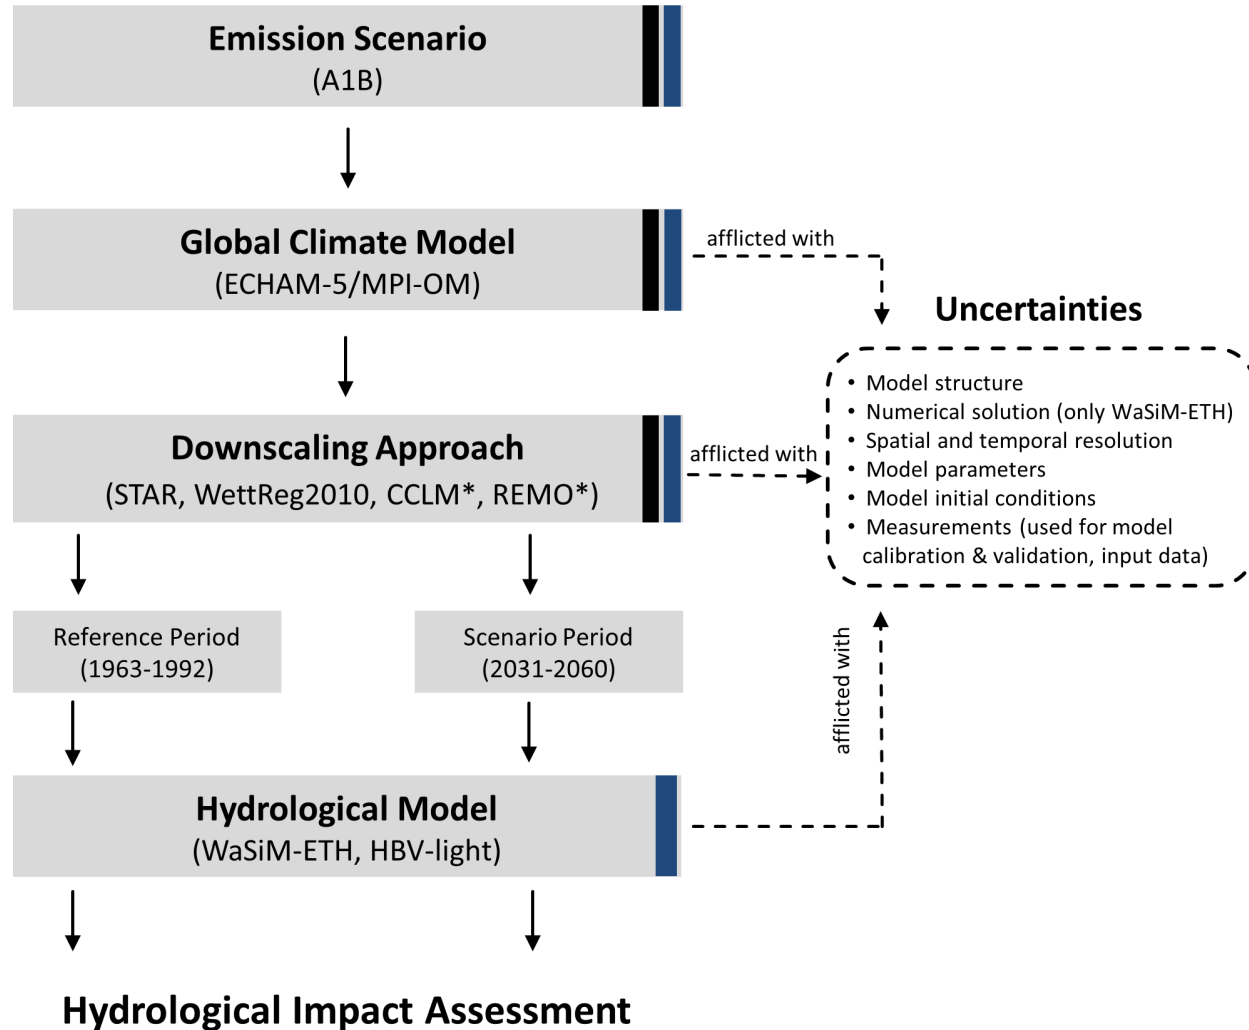 Emission Scenario
(A1B)
Global Climate Model
(ECHAM-5/MPI-OM)
afflicted with
Uncertainties
• Model structure
• Numerical solution (only WaSiM-ETH)
• Spatial and temporal resolution
• Model parameters
• Model initial conditions
• Measurements (used for model
calibration & validation, input data)
Downscaling Approach
(STAR, WettReg2010, CCLM*, REMO*)
afflicted with
Reference Period
(1963-1992)
Scenario Period
(2031-2060)
afflicted with
Hydrological Model
(WaSiM-ETH, HBV-light)
Hydrological Impact Assessment